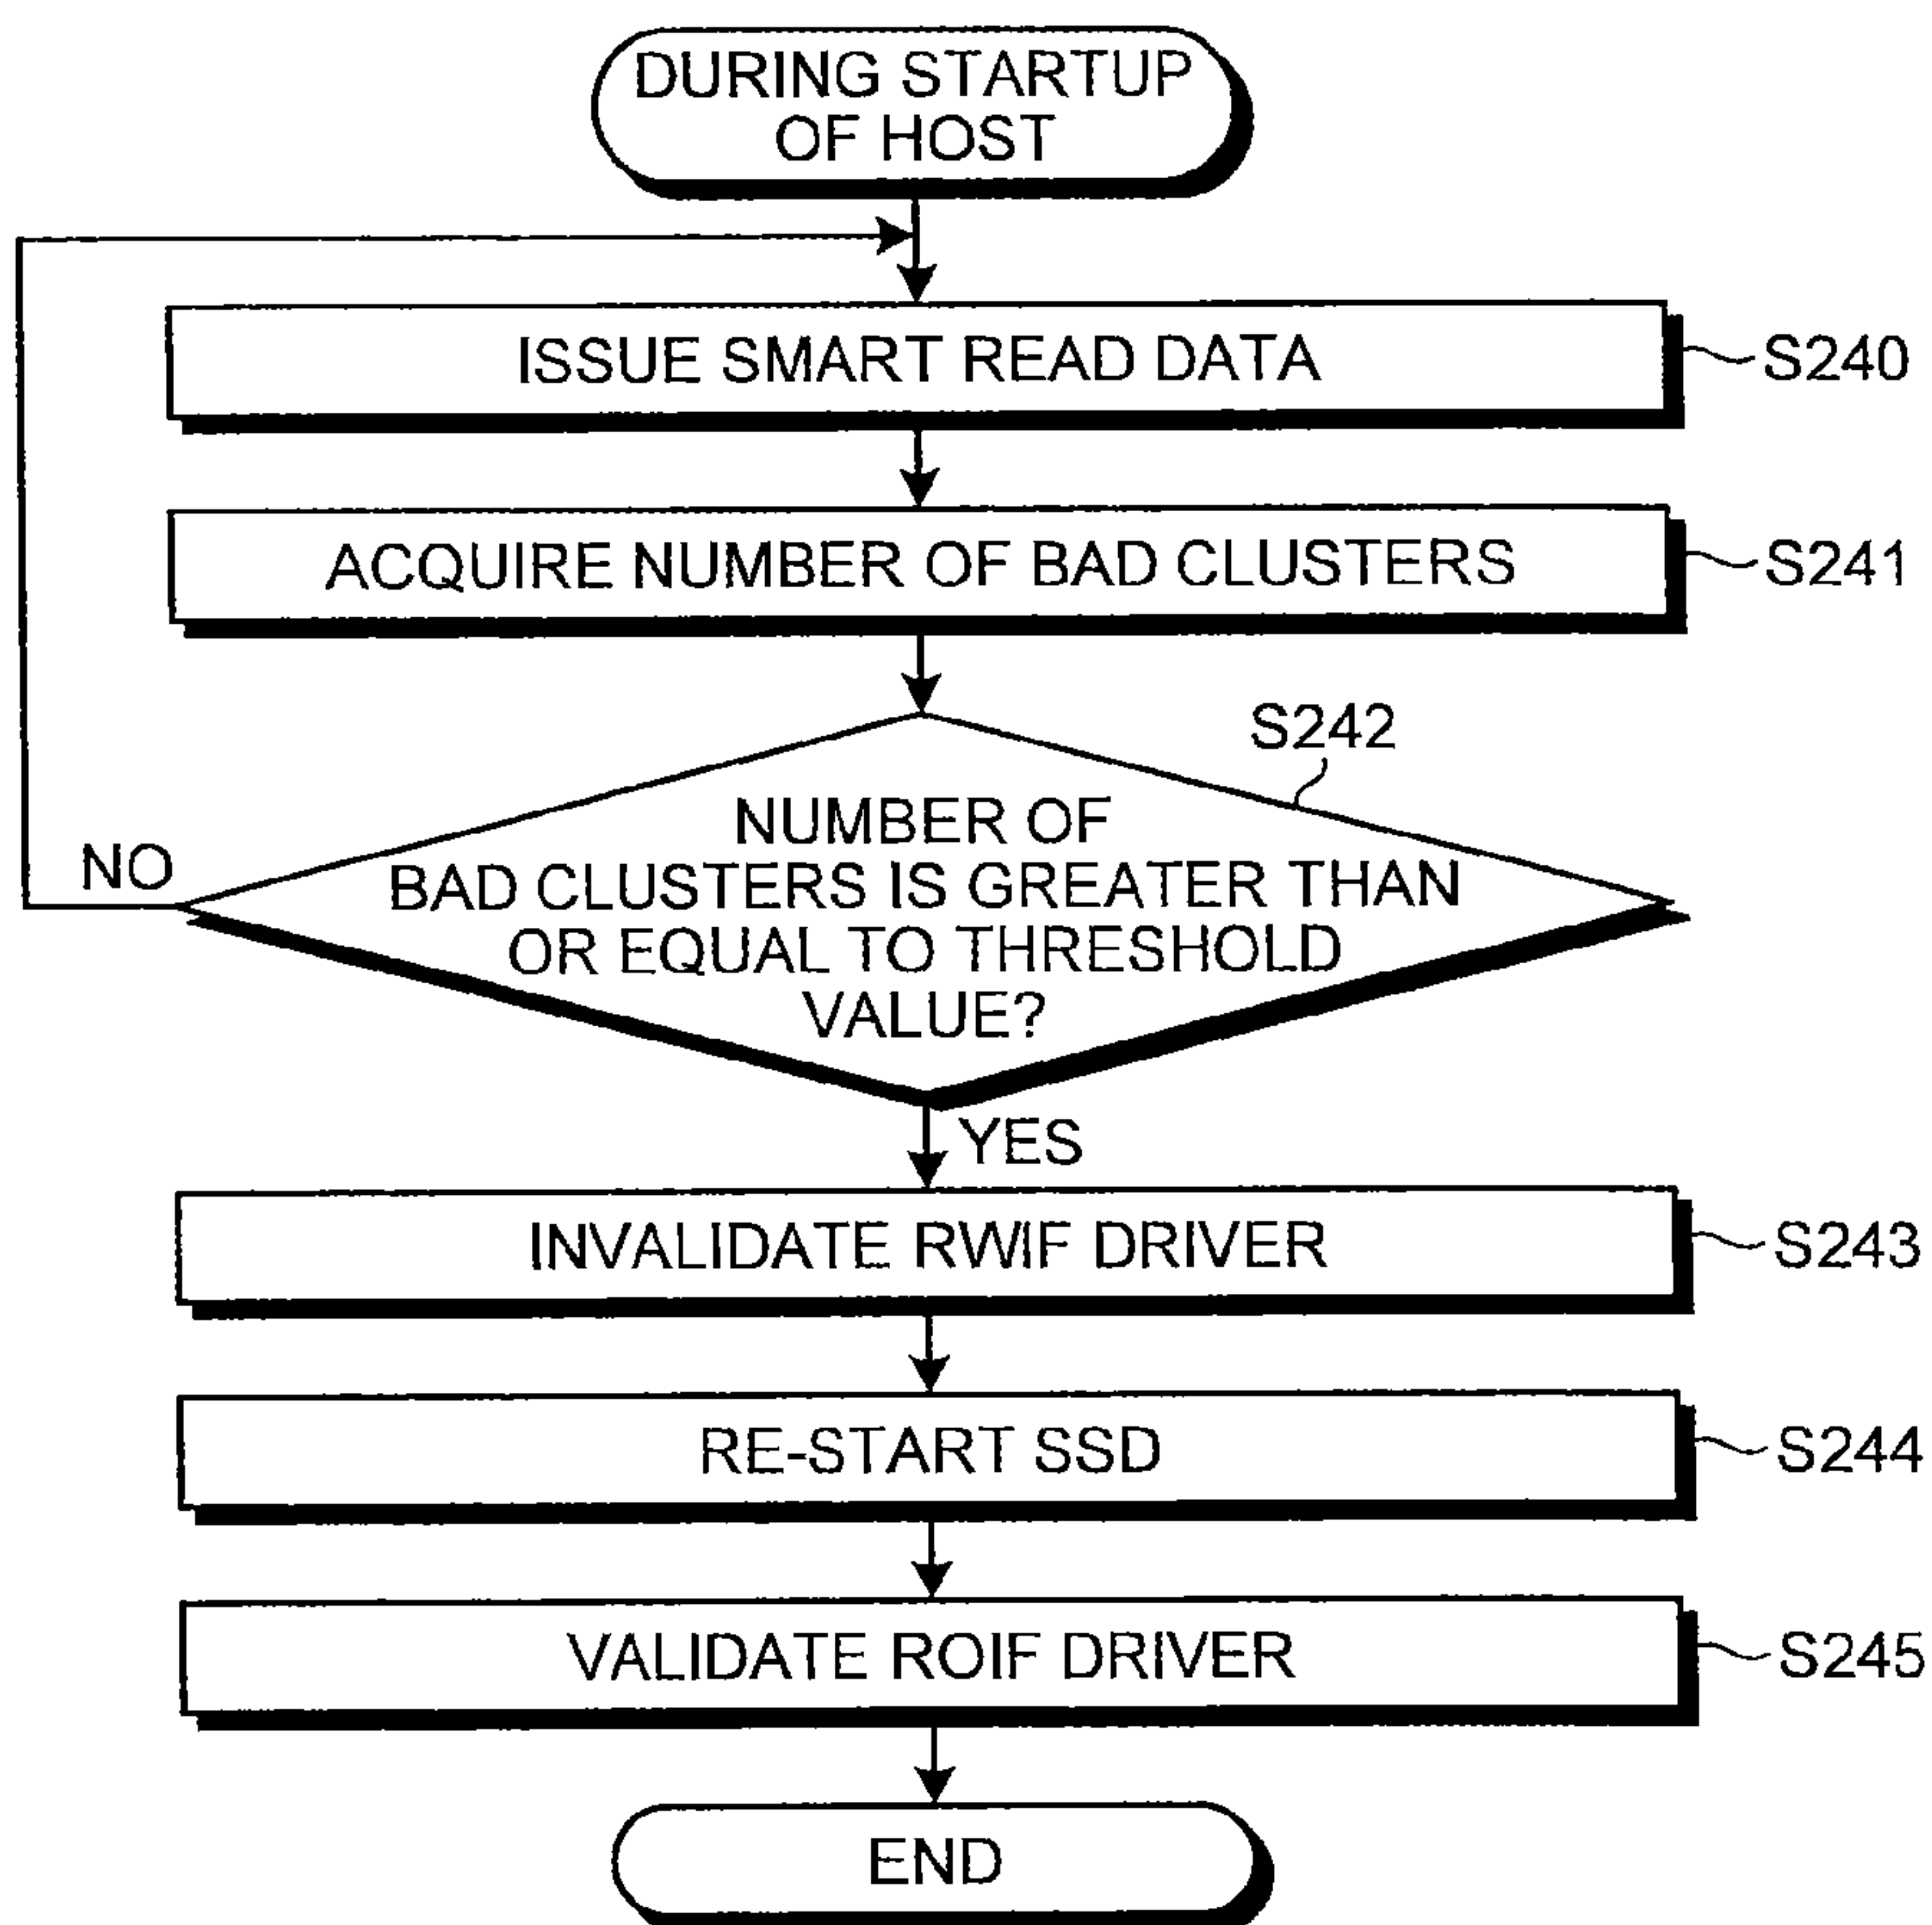 DURING STARTUP
OF HOST
ISSUE SMART READ DATA
S240
ACQUIRE NUMBER OF BAD CLUSTERS
S241
S242
NUMBER OF
BAD CLUSTERS IS GREATER THAN
OR EQUAL TO THRESHOLD
VALUE?
NO
YES
INVALIDATE RWIF DRIVER
S243
RE-START SSD
S244
VALIDATE ROIF DRIVER
S245
END